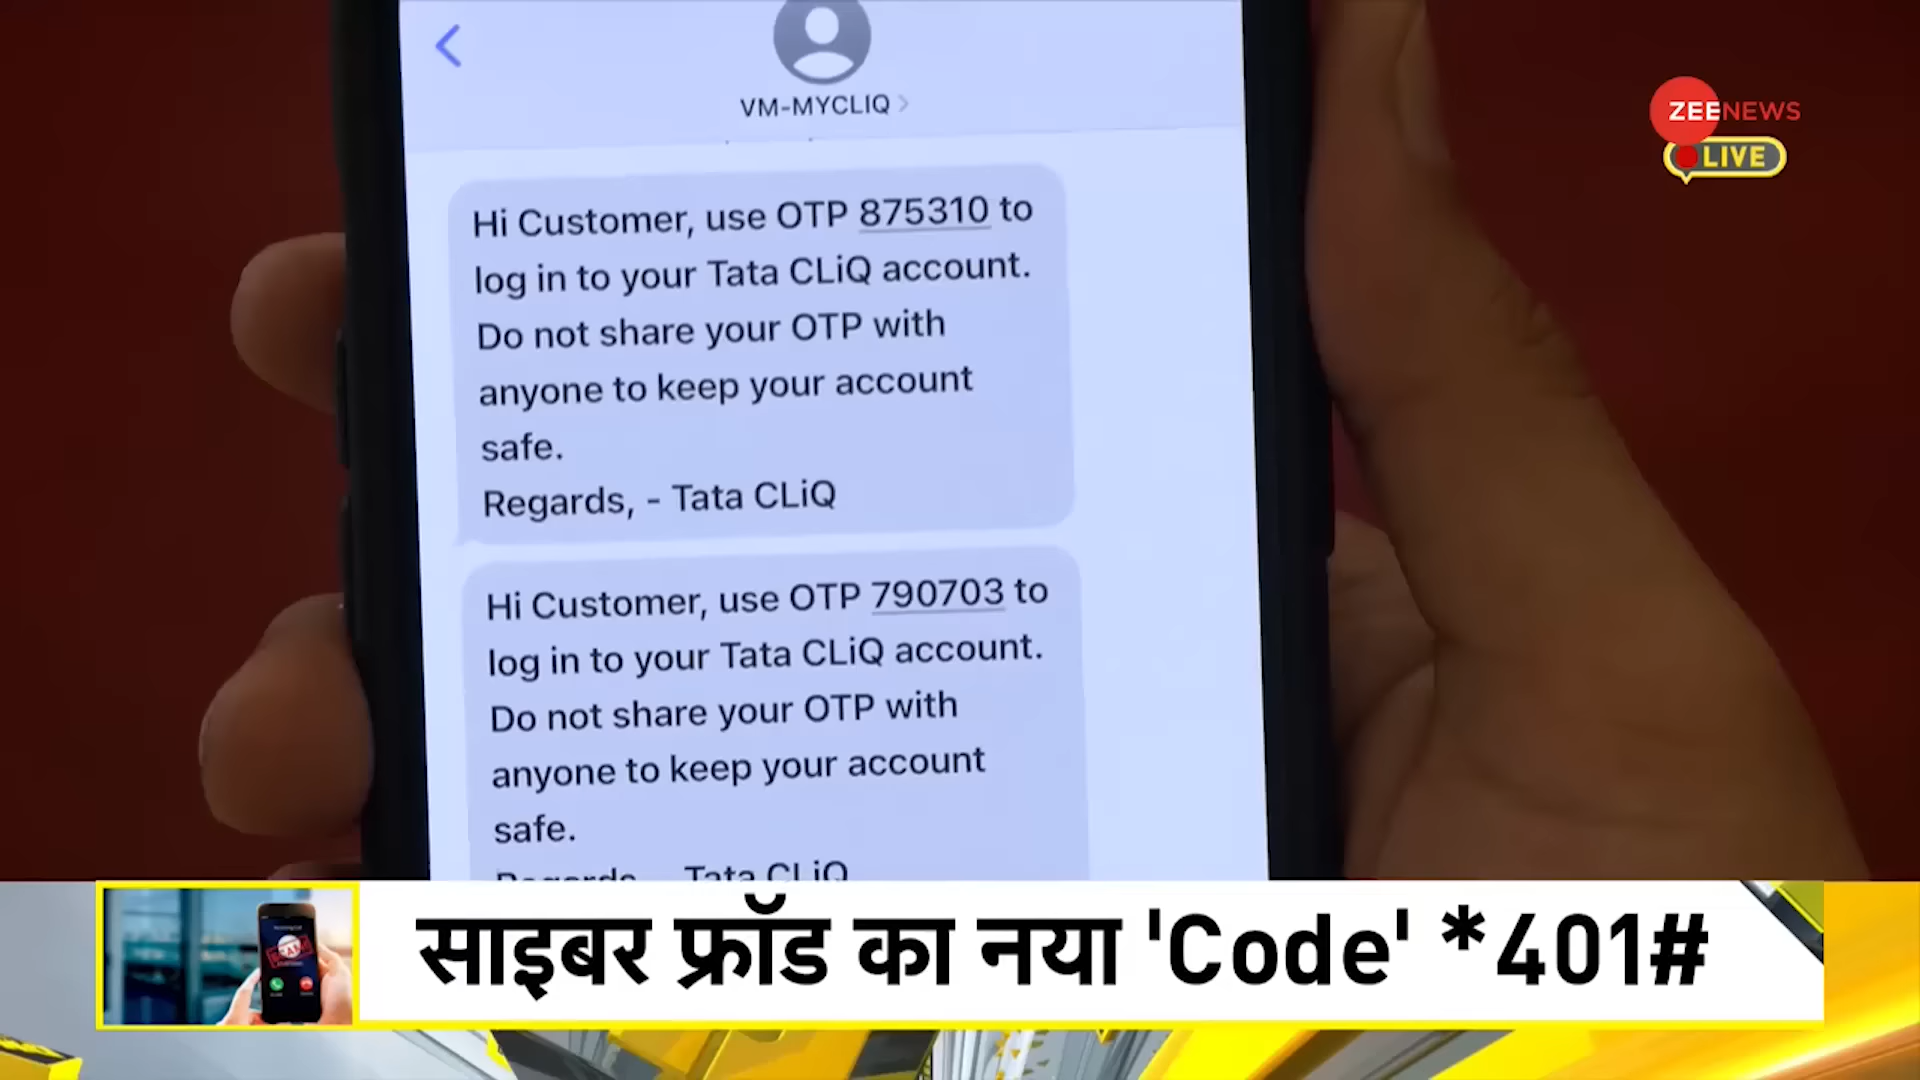 VM-MYCLIQ
ZEENEWS
LIVE
Hi Customer, use OTP 875310 to
log in to your Tata CLiQ account.
Do not share your OTP with
anyone to keep your account
safe.
Regards, - Tata CLiQ
Hi Customer, use OTP 790703 to
log in to your Tata CLiQ account.
Do not share your OTP with
anyone to keep your account
safe.
Regards, - Tata CLiQ
साइबर फ्रॉड का नया 'Code' *401#